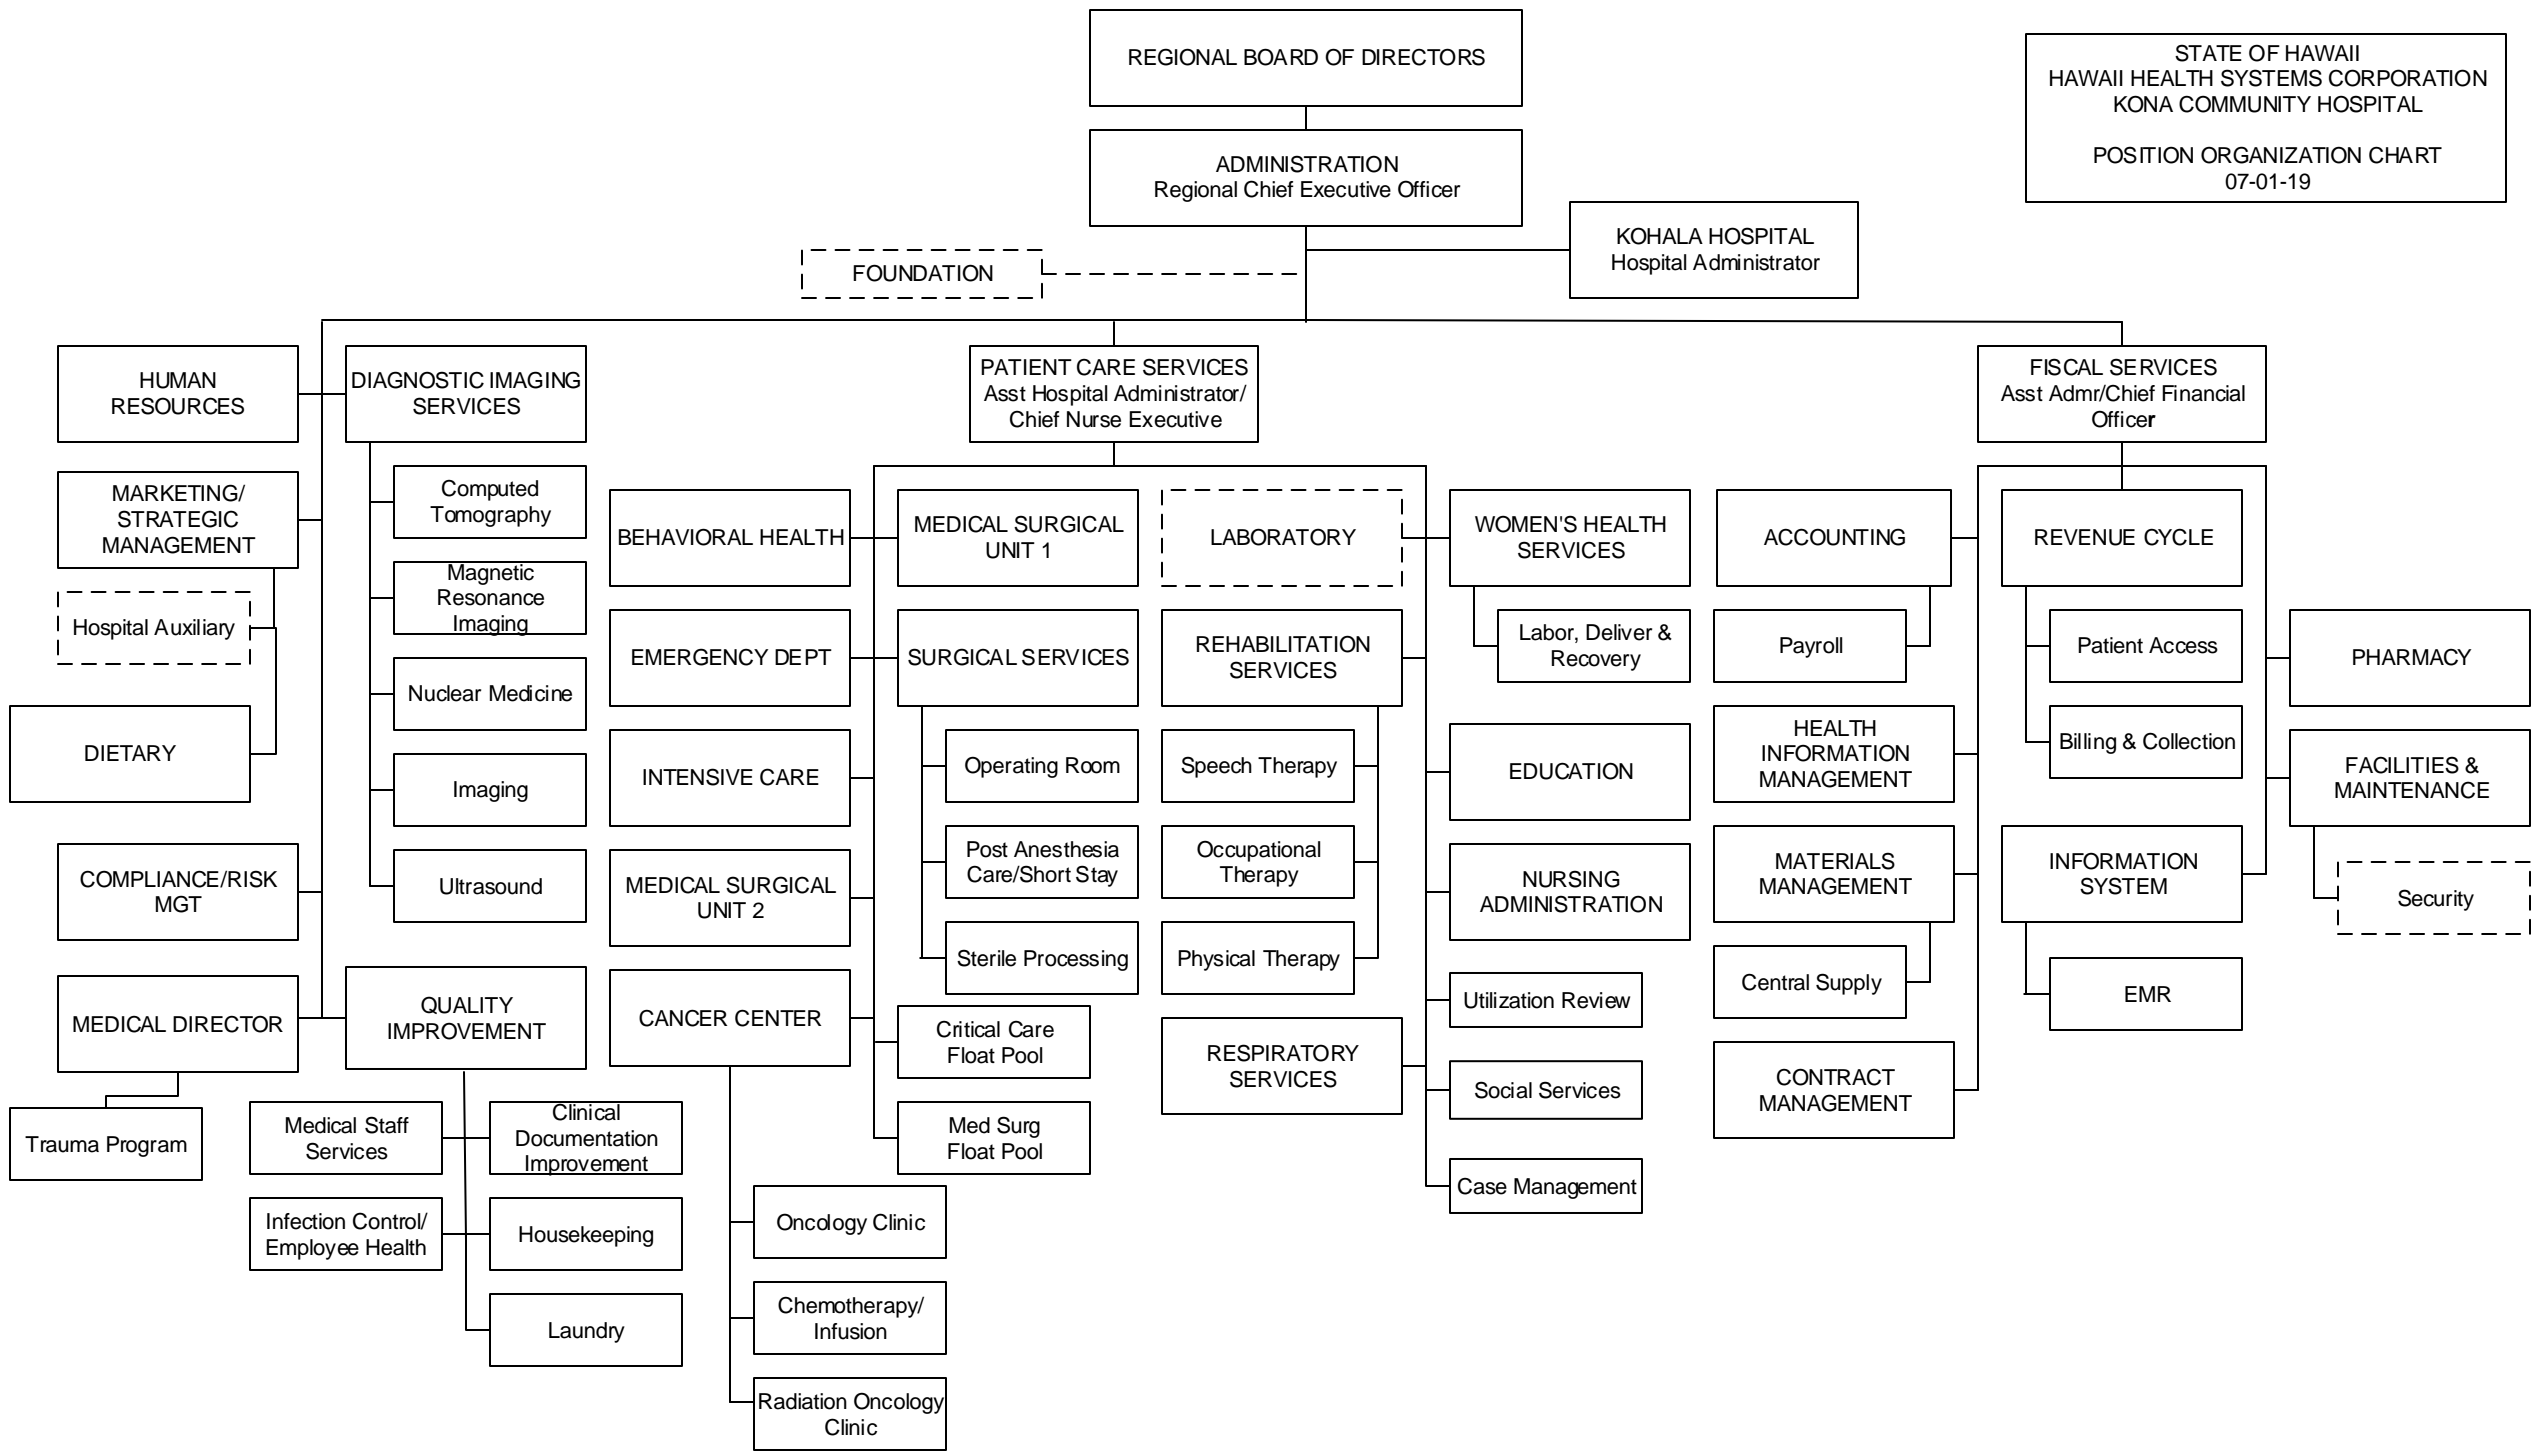 REGIONAL BOARD OF DIRECTORS
STATE OF HAWAII
HAWAII HEALTH SYSTEMS CORPORATION
KONA COMMUNITY HOSPITAL
POSITION ORGANIZATION CHART
07-01-19
ADMINISTRATION
Regional Chief Executive Officer
KOHALA HOSPITAL
Hospital Administrator
FOUNDATION
HUMAN
RESOURCES
DIAGNOSTIC IMAGING
SERVICES
PATIENT CARE SERVICES
Asst Hospital Administrator/
Chief Nurse Executive
FISCAL SERVICES
Asst Admr/Chief Financial
Officer
MARKETING/
STRATEGIC
MANAGEMENT
Hospital Auxiliary
DIETARY
COMPLIANCE/RISK
MGT
MEDICAL DIRECTOR
Trauma Program
Computed
Tomography
Magnetic
Resonance
Imaging
Nuclear Medicine
Imaging
Ultrasound
QUALITY
IMPROVEMENT
Medical Staff
Services
Clinical
Documentation
Improvement
Infection Control/
Employee Health
Housekeeping
Laundry
BEHAVIORAL HEALTH
EMERGENCY DEPT
INTENSIVE CARE
MEDICAL SURGICAL
UNIT 2
CANCER CENTER
Oncology Clinic
Chemotherapy/
Infusion
Radiation Oncology
Clinic
MEDICAL SURGICAL
UNIT 1
SURGICAL SERVICES
Operating Room
Post Anesthesia
Care/Short Stay
Sterile Processing
Critical Care
Float Pool
Med Surg
Float Pool
LABORATORY
REHABILITATION
SERVICES
Speech Therapy
Occupational
Therapy
Physical Therapy
RESPIRATORY
SERVICES
WOMEN'S HEALTH
SERVICES
Labor, Deliver &
Recovery
EDUCATION
NURSING
ADMINISTRATION
Utilization Review
Social Services
Case Management
ACCOUNTING
Payroll
HEALTH
INFORMATION
MANAGEMENT
MATERIALS
MANAGEMENT
Central Supply
CONTRACT
MANAGEMENT
REVENUE CYCLE
Patient Access
Billing & Collection
INFORMATION
SYSTEM
EMR
PHARMACY
FACILITIES &
MAINTENANCE
Security